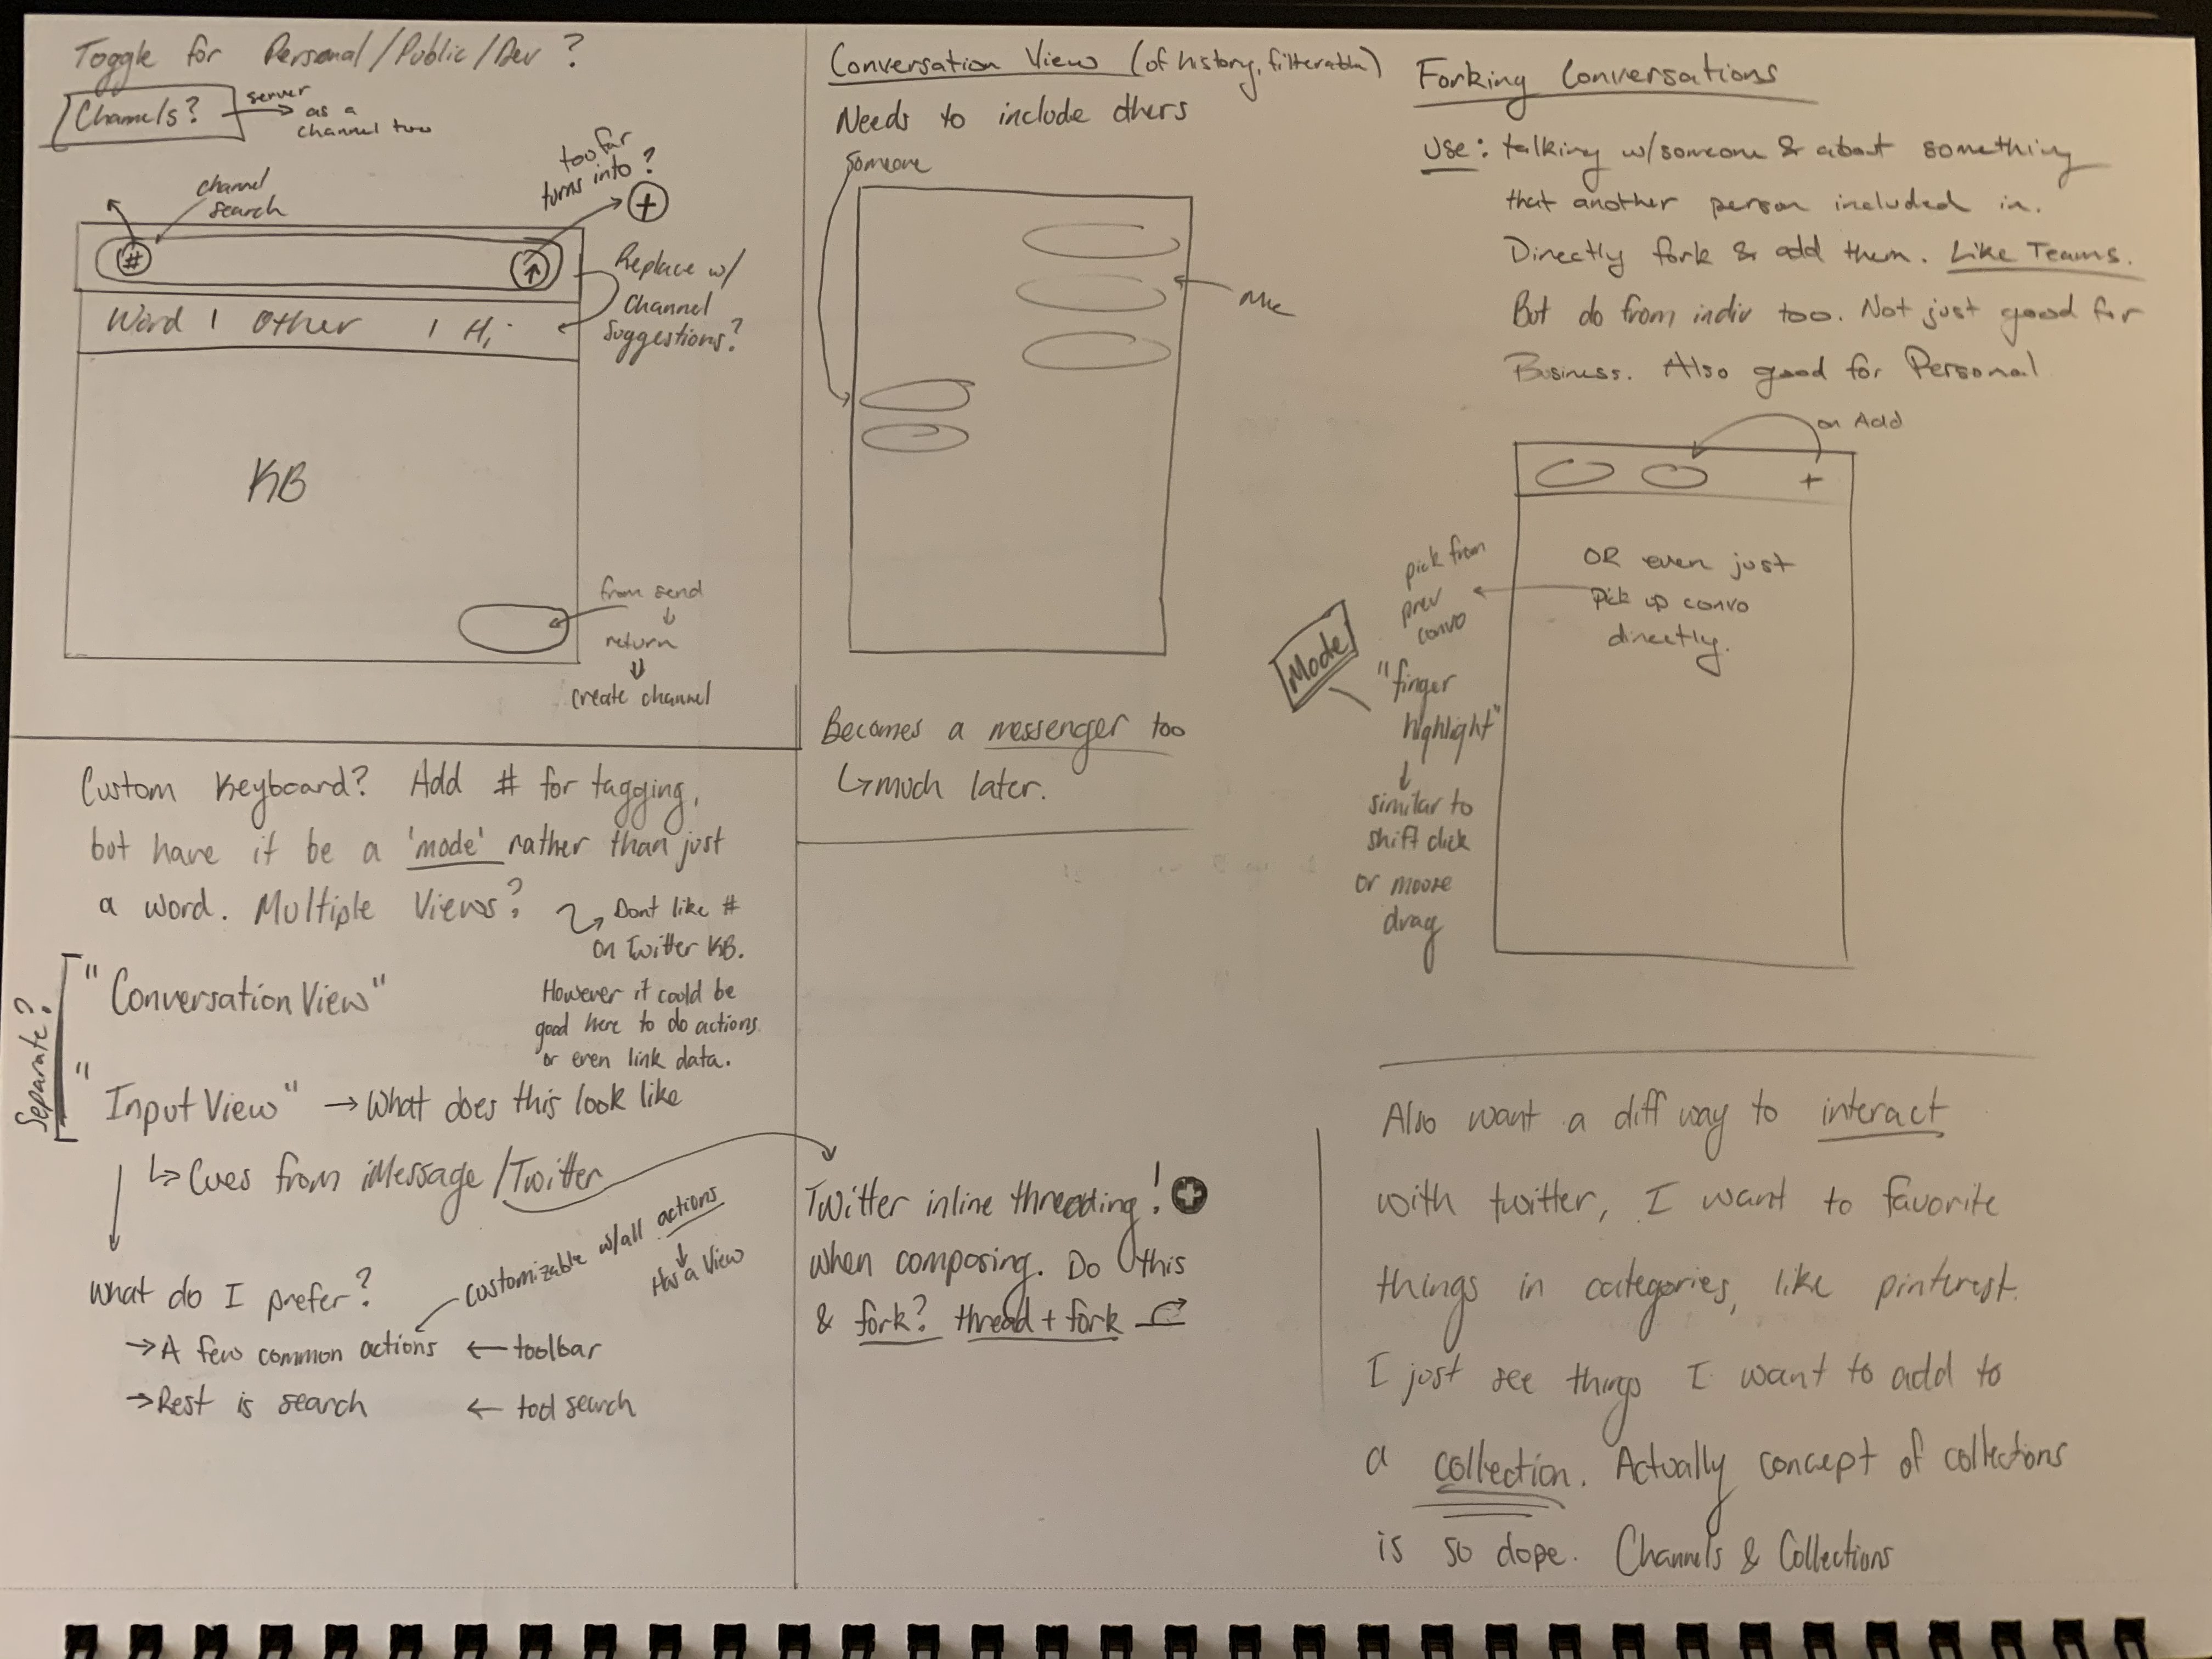 Toggle for Personal/Public/Dev ?
Channels?
server
as a
channel too
channel
search
too far
turns into ?
+
#
↑
Replace w/
Channel
Suggestions?
Word | Other | Hi
KB
from send
↓
return
⇓
create channel
Custom Keyboard? Add # for tagging,
but have it be a 'mode' rather than just
a word. Multiple Views?
Dont like #
on Twitter KB.
However it could be
good here to do actions
or even link data.
Separate?
"Conversation View"
"Input View" → What does this look like
↳ Cues from iMessage/Twitter
What do I prefer?
customizable w/all actions
↓
Has a View
→ A few common actions ← toolbar
→ Rest is search ← tool search
Conversation View (of history, filterable)
Needs to include others
Someone
me
Becomes a messenger too
↳ much later.
Twitter inline threading! +
when composing. Do this
& fork? thread + fork
Forking Conversations
Use: talking w/someone & about something
that another person included in.
Directly fork & add them. Like Teams.
But do from indiv too. Not just good for
Business. Also good for Personal
on Add
+
OR even just
Pick up convo
directly.
pick from
prev
convo
Mode
"finger
highlight"
↓
similar to
shift click
or mouse
drag
Also want a diff way to interact
with twitter, I want to favorite
things in categories, like pinterest.
I just see things I want to add to
a collection. Actually concept of collections
is so dope. Channels & Collections